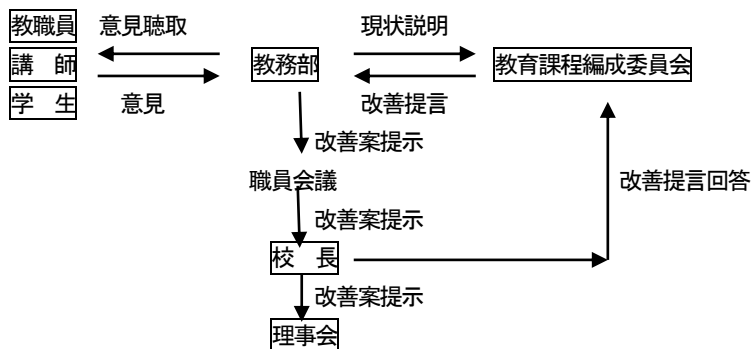 教職員 意見聴取 現状説明
講　師 教務部 教育課程編成委員会
学　生 意見 改善提言
改善案提示
職員会議 改善提言回答
改善案提示
校　長
改善案提示
理事会